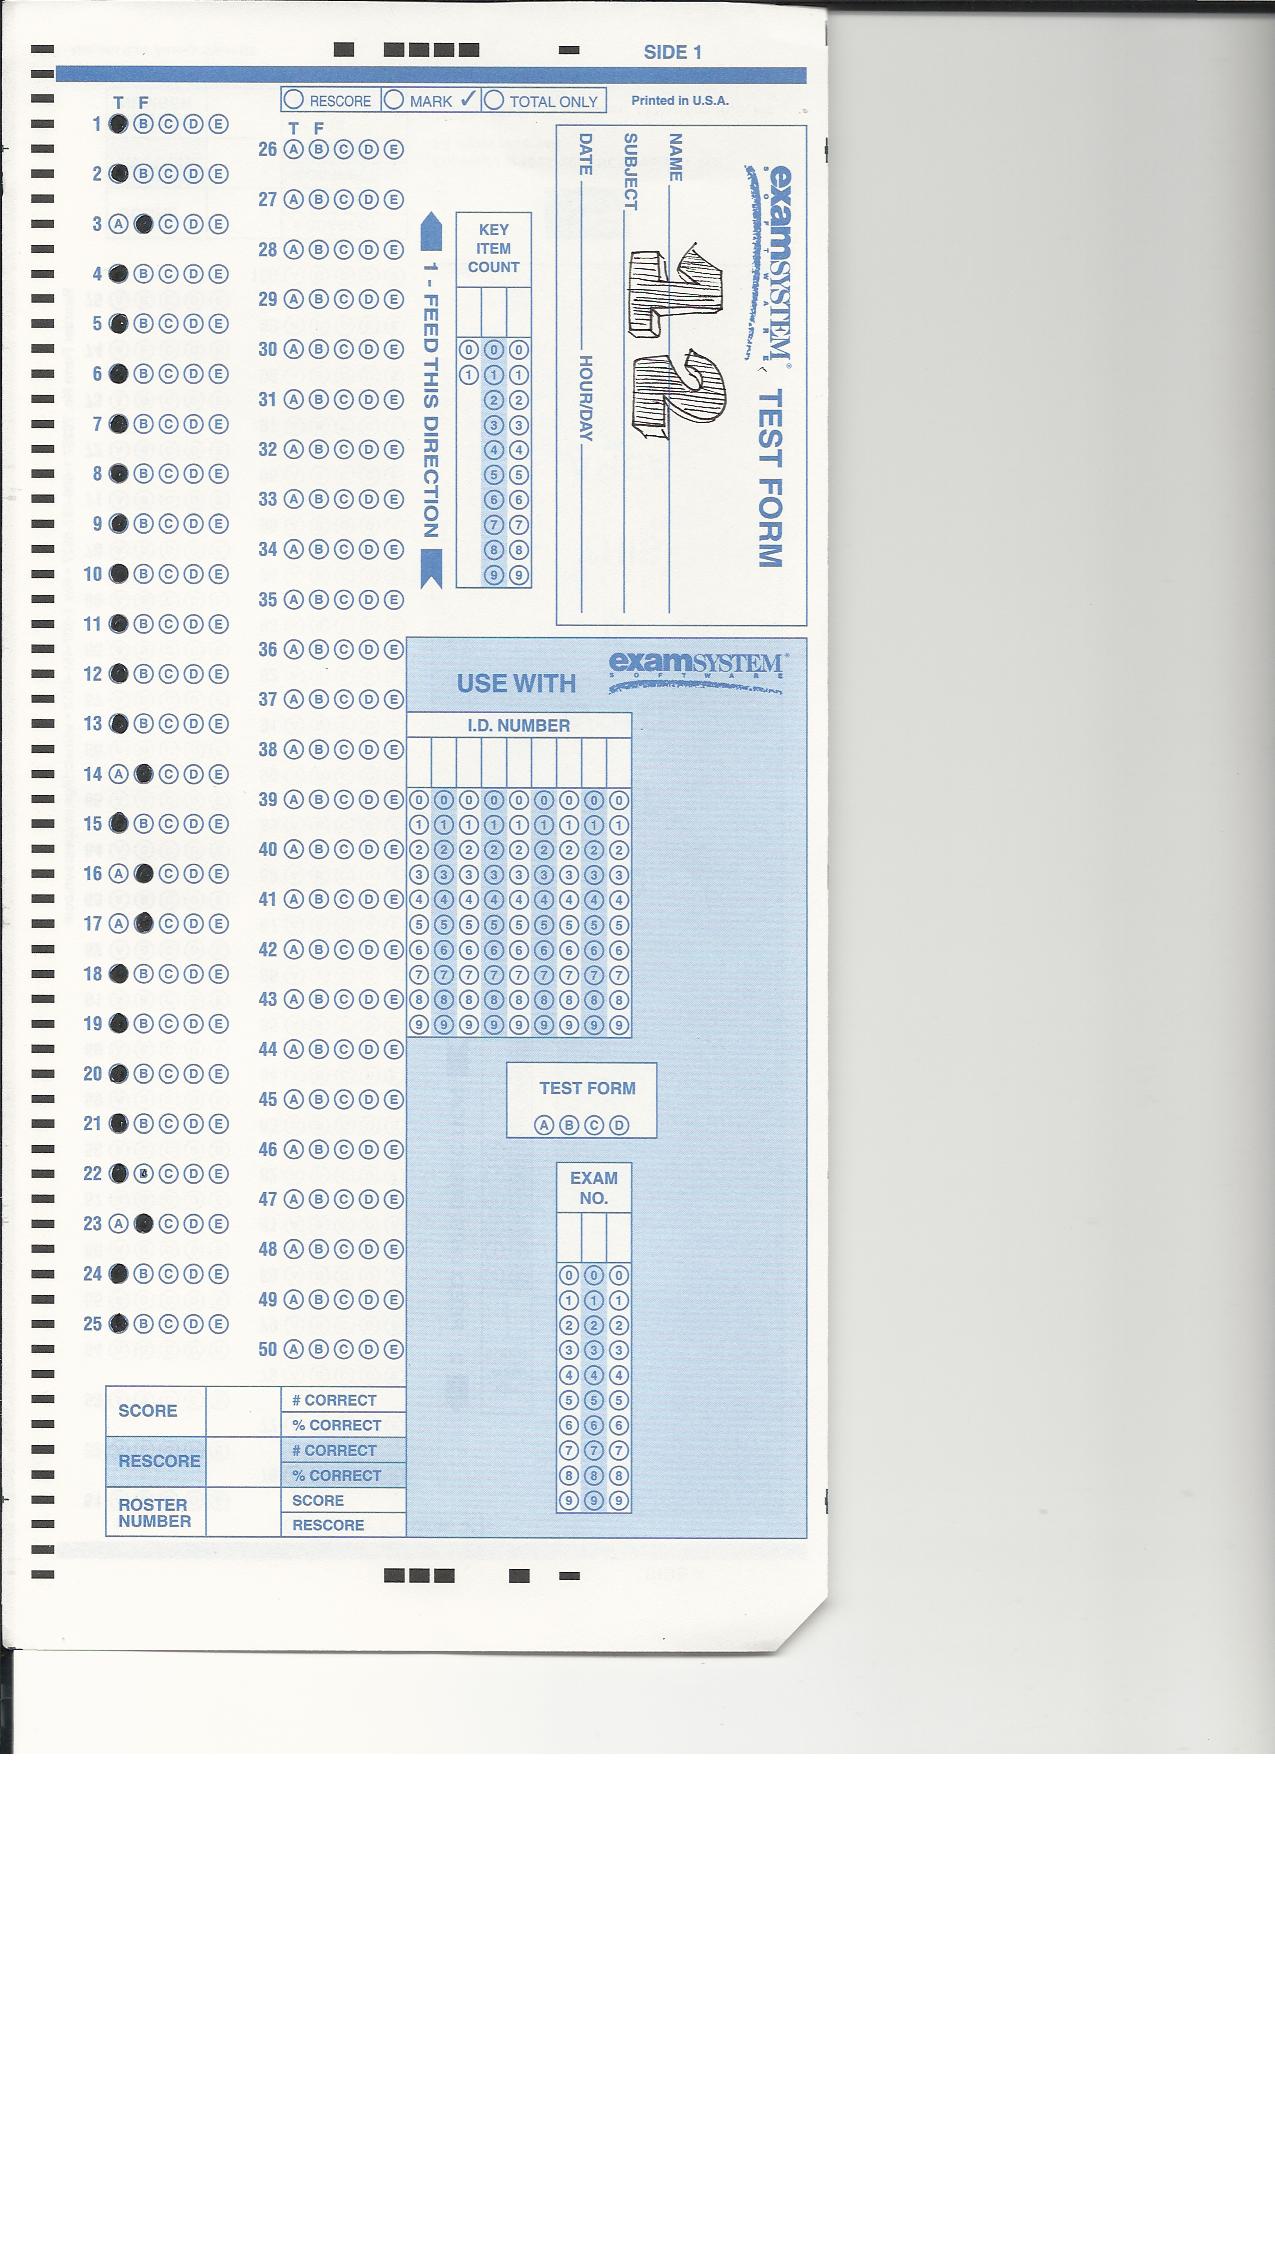 SIDE 1
RESCORE MARK ✓ TOTAL ONLY Printed in U.S.A.
T F
1 B C D E
2 B C D E
3 A C D E
4 B C D E
5 B C D E
6 B C D E
7 B C D E
8 B C D E
9 B C D E
10 B C D E
11 B C D E
12 B C D E
13 B C D E
14 A C D E
15 B C D E
16 A C D E
17 A C D E
18 B C D E
19 B C D E
20 B C D E
21 B C D E
22 C D E
23 A C D E
24 B C D E
25 B C D E
T F
26 A B C D E
27 A B C D E
28 A B C D E
29 A B C D E
30 A B C D E
31 A B C D E
32 A B C D E
33 A B C D E
34 A B C D E
35 A B C D E
36 A B C D E
37 A B C D E
38 A B C D E
39 A B C D E
40 A B C D E
41 A B C D E
42 A B C D E
43 A B C D E
44 A B C D E
45 A B C D E
46 A B C D E
47 A B C D E
48 A B C D E
49 A B C D E
50 A B C D E
1 - FEED THIS DIRECTION
KEY
ITEM
COUNT
0 0 0
1 1 1
2 2
3 3
4 4
5 5
6 6
7 7
8 8
9 9
examSYSTEM® TEST FORM
SOFTWARE
NAME
SUBJECT
DATE HOUR/DAY
12
USE WITH examSYSTEM®
SOFTWARE
I.D. NUMBER
0 0 0 0 0 0 0 0 0
1 1 1 1 1 1 1 1 1
2 2 2 2 2 2 2 2 2
3 3 3 3 3 3 3 3 3
4 4 4 4 4 4 4 4 4
5 5 5 5 5 5 5 5 5
6 6 6 6 6 6 6 6 6
7 7 7 7 7 7 7 7 7
8 8 8 8 8 8 8 8 8
9 9 9 9 9 9 9 9 9
TEST FORM
A B C D
EXAM
NO.
0 0 0
1 1 1
2 2 2
3 3 3
4 4 4
5 5 5
6 6 6
7 7 7
8 8 8
9 9 9
SCORE
# CORRECT
% CORRECT
RESCORE
# CORRECT
% CORRECT
ROSTER
NUMBER
SCORE
RESCORE